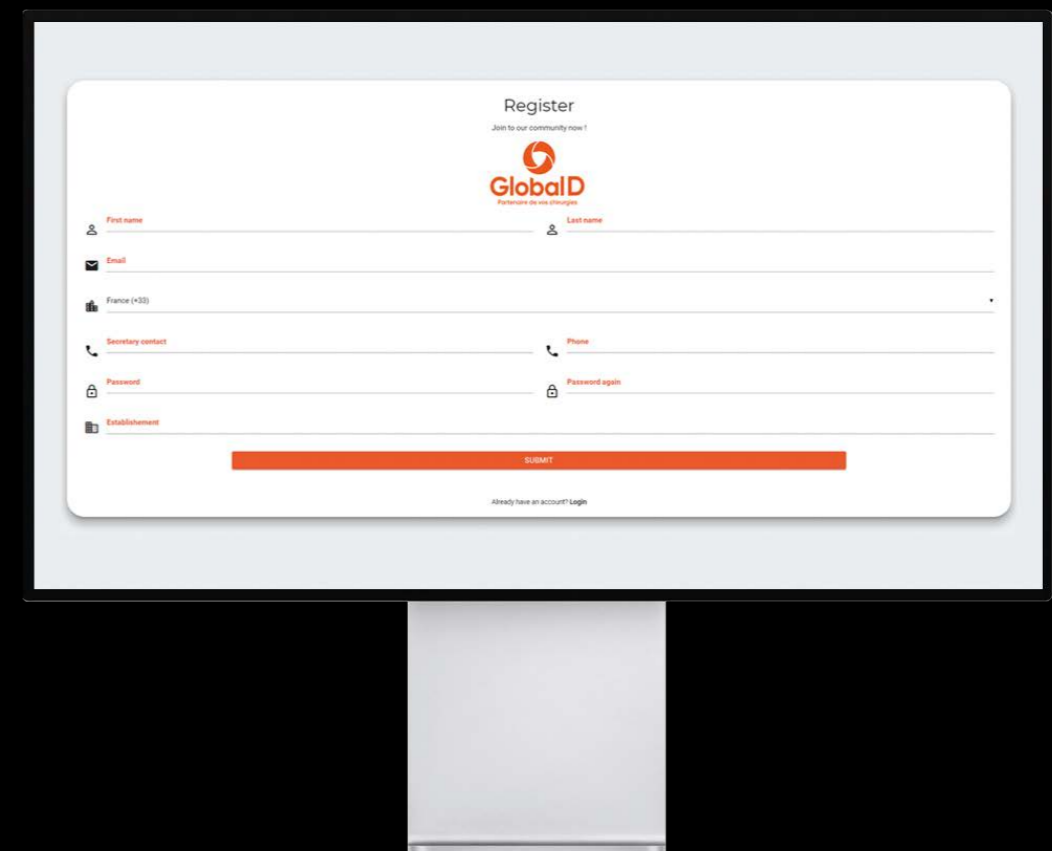 Register
Join to our community now !
GlobalD
Partenaire de vos chirurgies
First name
Last name
Email
France (+33)
Secretary contact
Phone
Password
Password again
Establishement
SUBMIT
Already have an account? Login